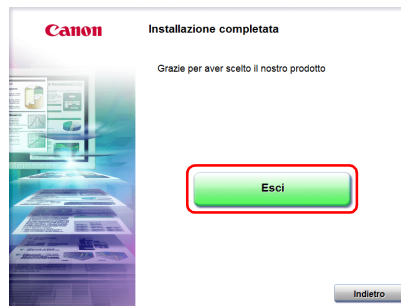 Canon
Installazione completata
Grazie per aver scelto il nostro prodotto
Esci
Indietro